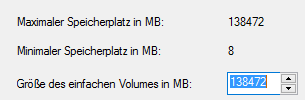 Maximaler Speicherplatz in MB: 138472
Minimaler Speicherplatz in MB: 8
Größe des einfachen Volumes in MB: 138472